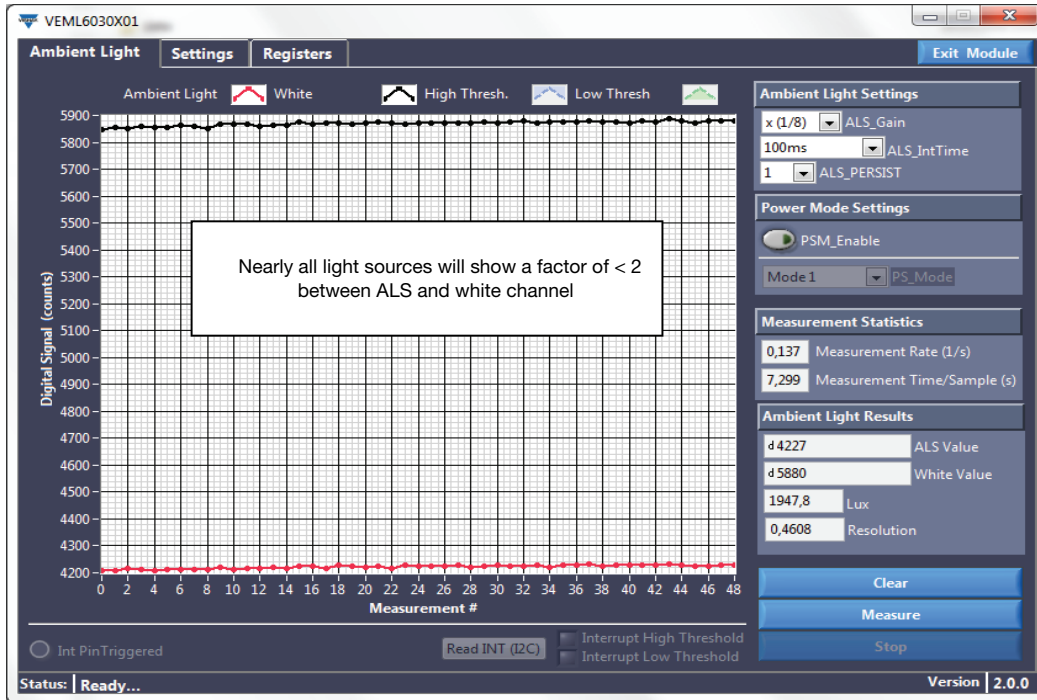 VEML6030X01
Ambient Light Settings Registers Exit Module
Ambient Light White High Thresh. Low Thresh
5900
5800
5700
5600
5500
5400
5300
5200
5100
5000
4900
4800
4700
4600
4500
4400
4300
4200
Digital Signal (counts)
Nearly all light sources will show a factor of < 2
between ALS and white channel
0 2 4 6 8 10 12 14 16 18 20 22 24 26 28 30 32 34 36 38 40 42 44 46 48
Measurement #
Ambient Light Settings
x (1/8) ALS_Gain
100ms ALS_IntTime
1 ALS_PERSIST
Power Mode Settings
PSM_Enable
Mode 1 PS_Mode
Measurement Statistics
0,137 Measurement Rate (1/s)
7,299 Measurement Time/Sample (s)
Ambient Light Results
d 4227 ALS Value
d 5880 White Value
1947,8 Lux
0,4608 Resolution
Clear
Measure
Stop
Int PinTriggered
Read INT (I2C)
Interrupt High Threshold
Interrupt Low Threshold
Status: Ready... Version 2.0.0